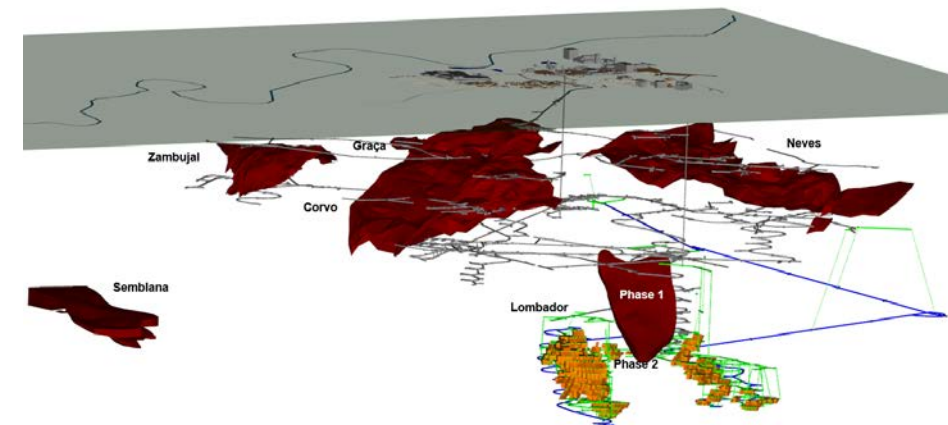 Graça
Neves
Zambujal
Corvo
Semblana
Phase 1
Lombador
Phase 2